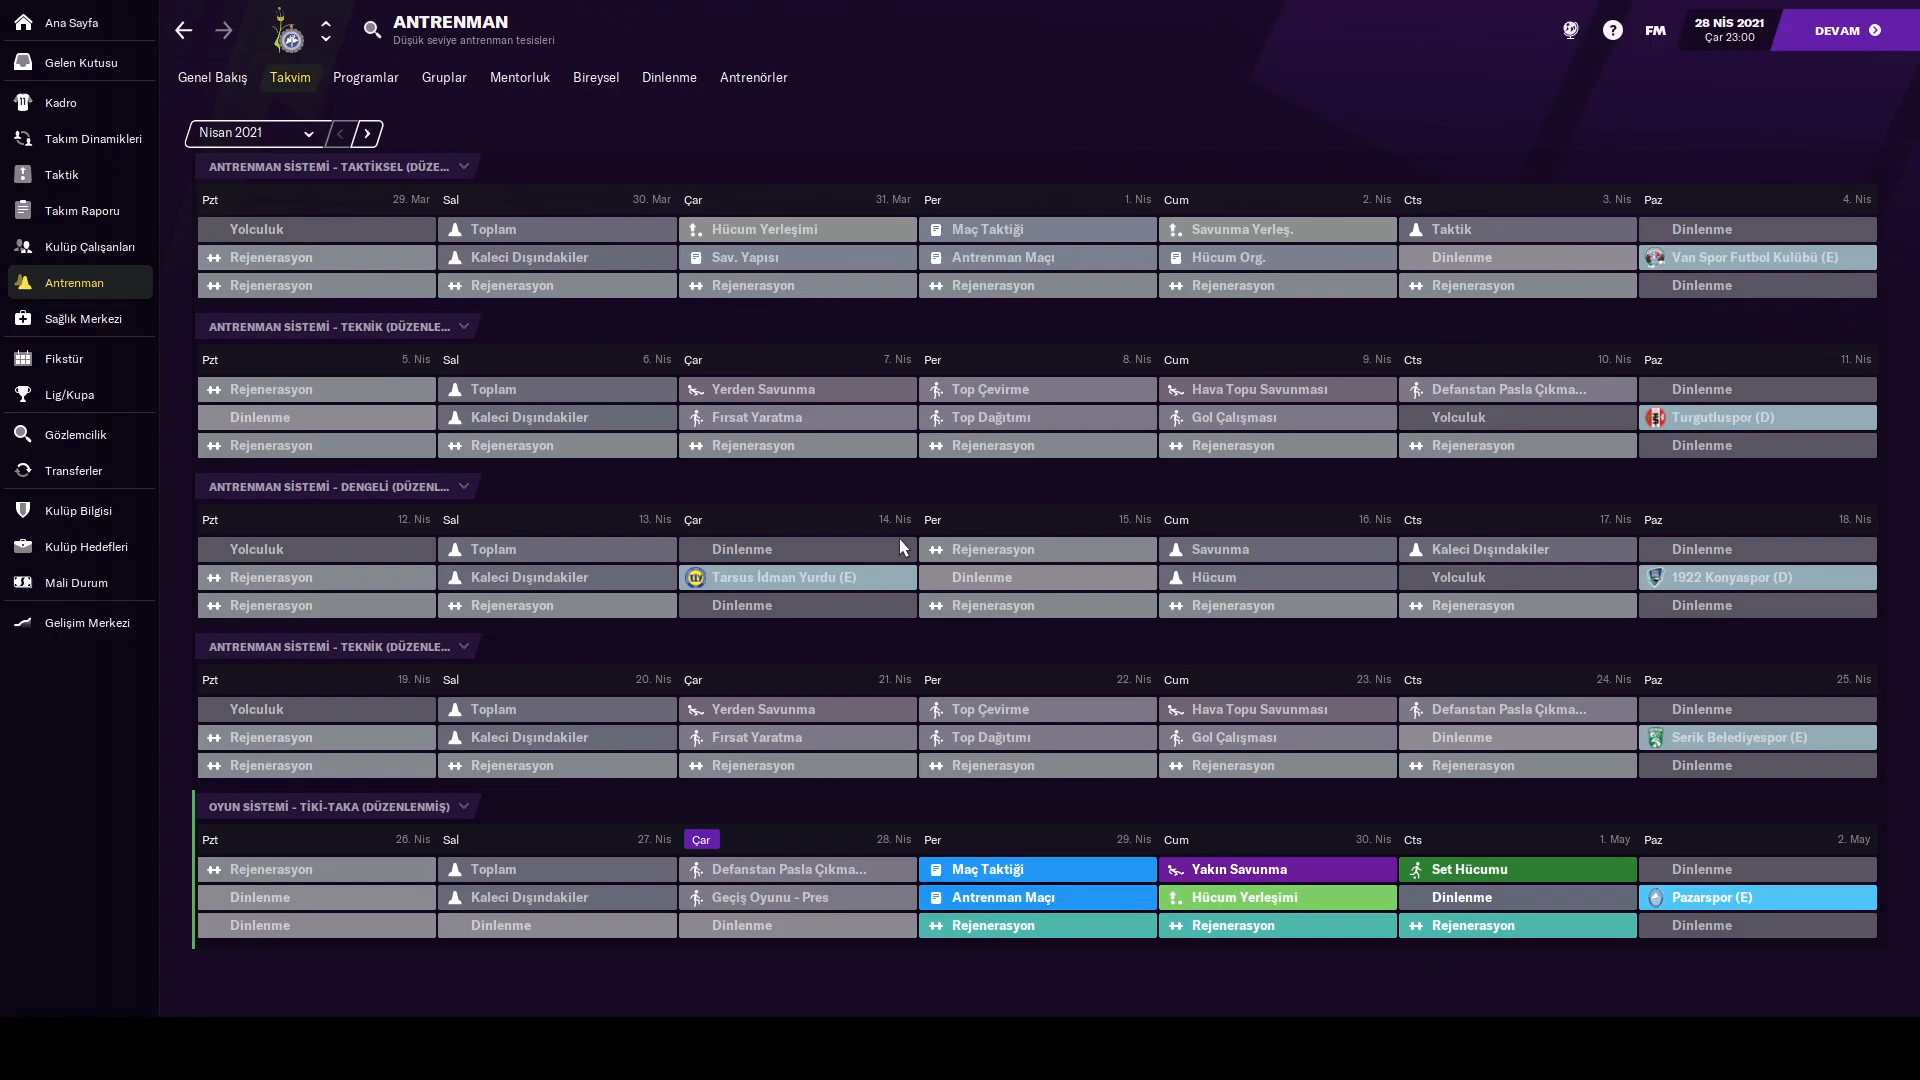 Ana Sayfa
Gelen Kutusu
Kadro
Takım Dinamikleri
Taktik
Takım Raporu
Kulüp Çalışanları
Antrenman
Sağlık Merkezi
Fikstür
Lig/Kupa
Gözlemcilik
Transferler
Kulüp Bilgisi
Kulüp Hedefleri
Mali Durum
Gelişim Merkezi
ANTRENMAN
Düşük seviye antrenman tesisleri
FM
28 NİS 2021
Çar 23:00
DEVAM
Genel Bakış Takvim Programlar Gruplar Mentorluk Bireysel Dinlenme Antrenörler
Nisan 2021
ANTRENMAN SİSTEMİ - TAKTİKSEL (DÜZE...
Pzt 29. Mar Sal 30. Mar Çar 31. Mar Per 1. Nis Cum 2. Nis Cts 3. Nis Paz 4. Nis
Yolculuk Toplam Hücum Yerleşimi Maç Taktiği Savunma Yerleş. Taktik Dinlenme
Rejenerasyon Kaleci Dışındakiler Sav. Yapısı Antrenman Maçı Hücum Org. Dinlenme Van Spor Futbol Kulübü (E)
Rejenerasyon Rejenerasyon Rejenerasyon Rejenerasyon Rejenerasyon Rejenerasyon Dinlenme
ANTRENMAN SİSTEMİ - TEKNİK (DÜZENLE...
Pzt 5. Nis Sal 6. Nis Çar 7. Nis Per 8. Nis Cum 9. Nis Cts 10. Nis Paz 11. Nis
Rejenerasyon Toplam Yerden Savunma Top Çevirme Hava Topu Savunması Defanstan Pasla Çıkma... Dinlenme
Dinlenme Kaleci Dışındakiler Fırsat Yaratma Top Dağıtımı Gol Çalışması Yolculuk Turgutluspor (D)
Rejenerasyon Rejenerasyon Rejenerasyon Rejenerasyon Rejenerasyon Rejenerasyon Dinlenme
ANTRENMAN SİSTEMİ - DENGELİ (DÜZENL...
Pzt 12. Nis Sal 13. Nis Çar 14. Nis Per 15. Nis Cum 16. Nis Cts 17. Nis Paz 18. Nis
Yolculuk Toplam Dinlenme Rejenerasyon Savunma Kaleci Dışındakiler Dinlenme
Rejenerasyon Kaleci Dışındakiler Tarsus İdman Yurdu (E) Dinlenme Hücum Yolculuk 1922 Konyaspor (D)
Rejenerasyon Rejenerasyon Dinlenme Rejenerasyon Rejenerasyon Rejenerasyon Dinlenme
ANTRENMAN SİSTEMİ - TEKNİK (DÜZENLE...
Pzt 19. Nis Sal 20. Nis Çar 21. Nis Per 22. Nis Cum 23. Nis Cts 24. Nis Paz 25. Nis
Yolculuk Toplam Yerden Savunma Top Çevirme Hava Topu Savunması Defanstan Pasla Çıkma... Dinlenme
Rejenerasyon Kaleci Dışındakiler Fırsat Yaratma Top Dağıtımı Gol Çalışması Dinlenme Serik Belediyespor (E)
Rejenerasyon Rejenerasyon Rejenerasyon Rejenerasyon Rejenerasyon Rejenerasyon Dinlenme
OYUN SİSTEMİ - TİKİ-TAKA (DÜZENLENMİŞ)
Pzt 26. Nis Sal 27. Nis Çar 28. Nis Per 29. Nis Cum 30. Nis Cts 1. May Paz 2. May
Rejenerasyon Toplam Defanstan Pasla Çıkma... Maç Taktiği Yakın Savunma Set Hücumu Dinlenme
Dinlenme Kaleci Dışındakiler Geçiş Oyunu - Pres Antrenman Maçı Hücum Yerleşimi Dinlenme Pazarspor (E)
Dinlenme Dinlenme Dinlenme Rejenerasyon Rejenerasyon Rejenerasyon Dinlenme